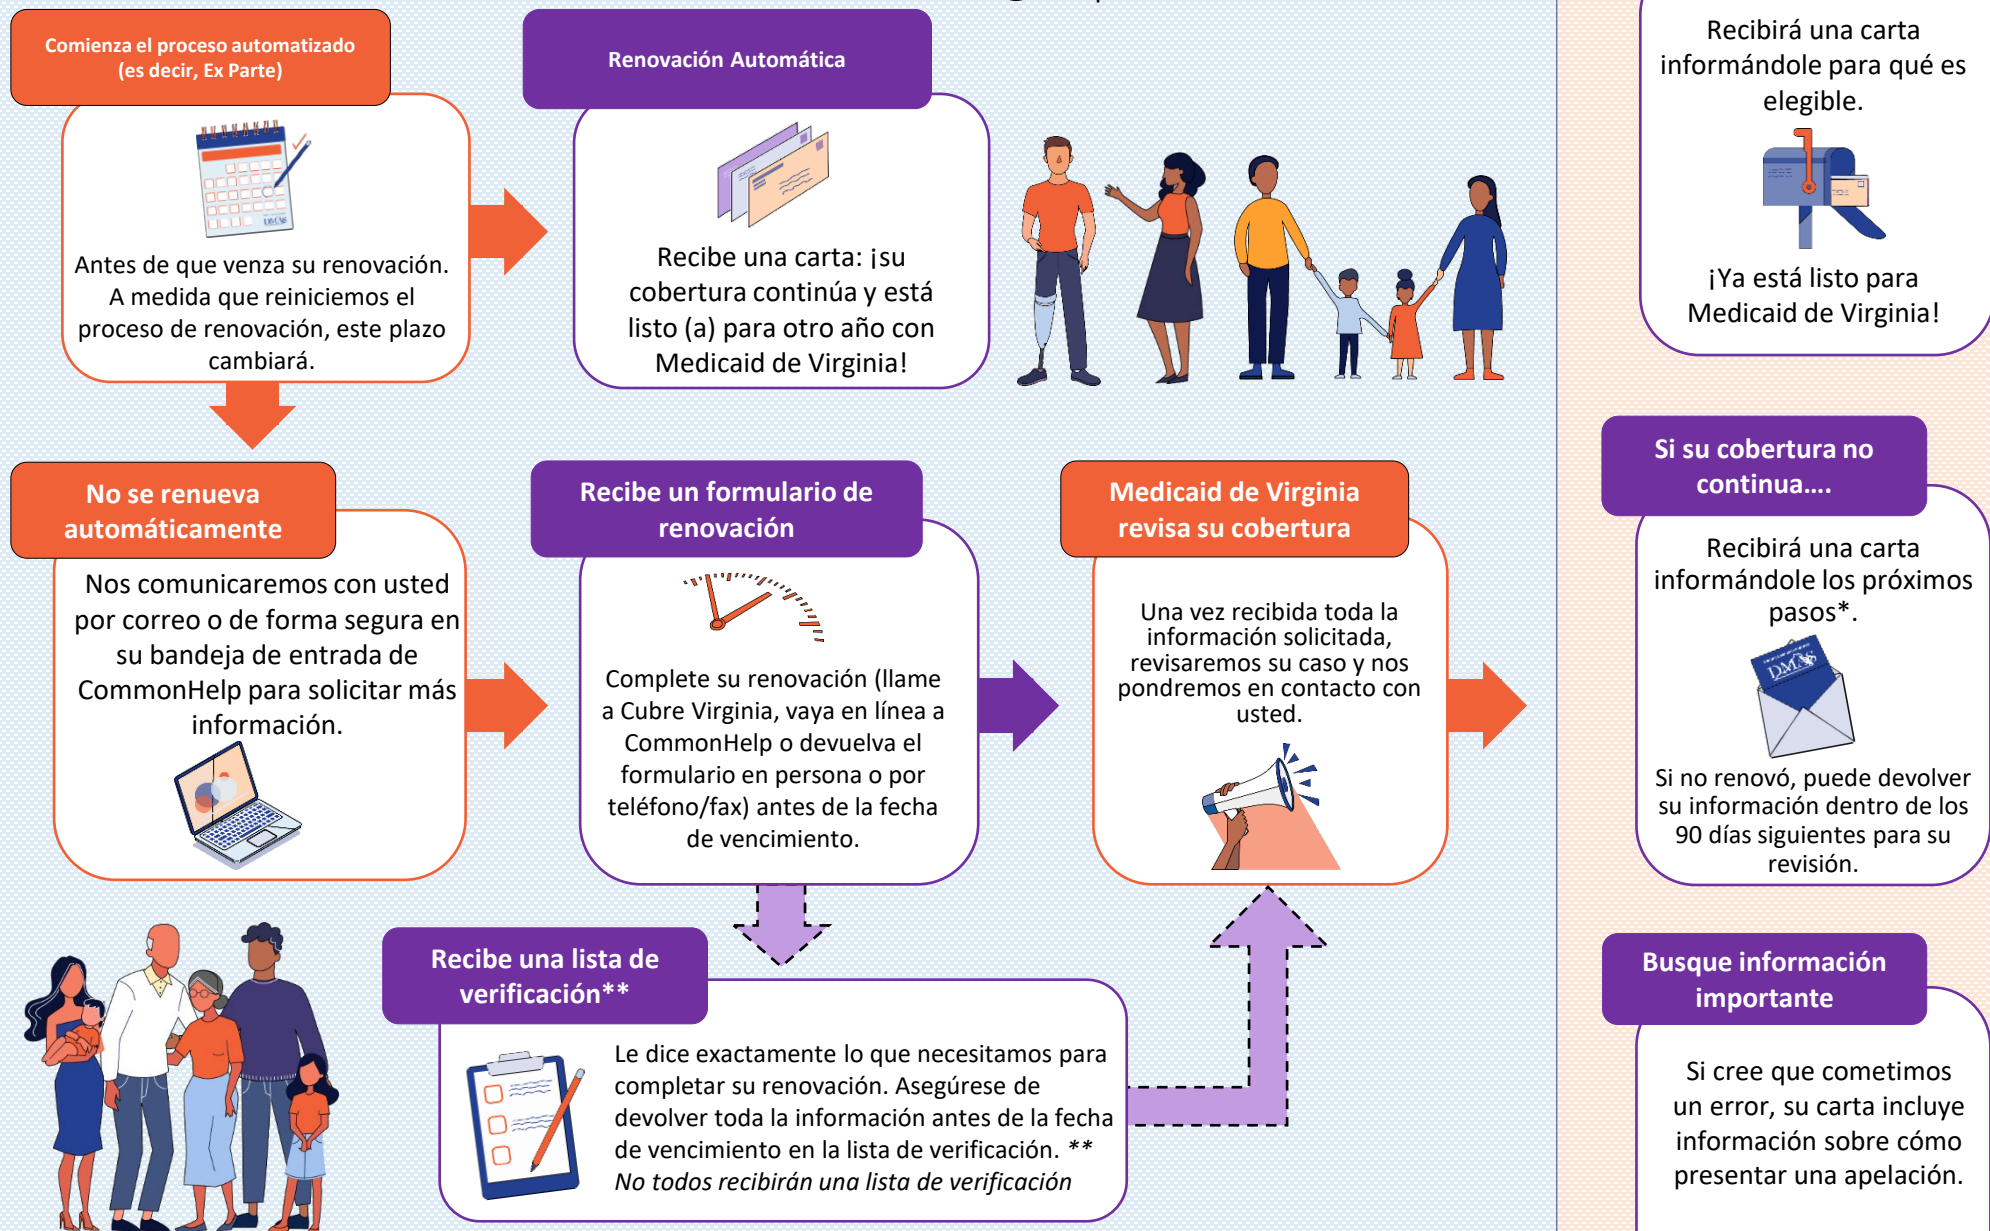 Comienza el proceso automatizado
(es decir, Ex Parte)
Antes de que venza su renovación.
A medida que reiniciemos el
proceso de renovación, este plazo
cambiará.
DMAS
Renovación Automática
Recibe una carta: ¡su
cobertura continúa y está
listo (a) para otro año con
Medicaid de Virginia!
No se renueva
automáticamente
Nos comunicaremos con usted
por correo o de forma segura en
su bandeja de entrada de
CommonHelp para solicitar más
información.
Recibe un formulario de
renovación
Complete su renovación (llame
a Cubre Virginia, vaya en línea a
CommonHelp o devuelva el
formulario en persona o por
teléfono/fax) antes de la fecha
de vencimiento.
Medicaid de Virginia
revisa su cobertura
Una vez recibida toda la
información solicitada,
revisaremos su caso y nos
pondremos en contacto con
usted.
Recibe una lista de
verificación**
Le dice exactamente lo que necesitamos para
completar su renovación. Asegúrese de
devolver toda la información antes de la fecha
de vencimiento en la lista de verificación. **
No todos recibirán una lista de verificación
Recibirá una carta
informándole para qué es
elegible.
¡Ya está listo para
Medicaid de Virginia!
Si su cobertura no
continua....
Recibirá una carta
informándole los próximos
pasos*.
DMAS
Si no renovó, puede devolver
su información dentro de los
90 días siguientes para su
revisión.
Busque información
importante
Si cree que cometimos
un error, su carta incluye
información sobre cómo
presentar una apelación.